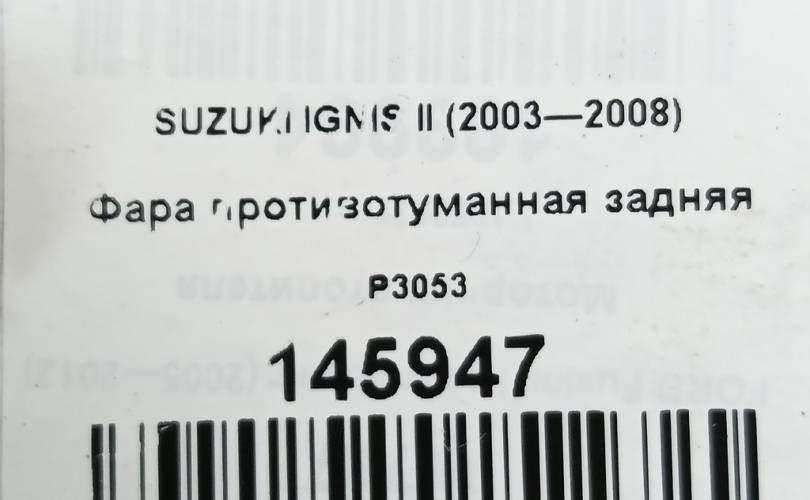 SUZUKI IGNIS II (2003—2008)
Фара противотуманная задняя
P3053
145947